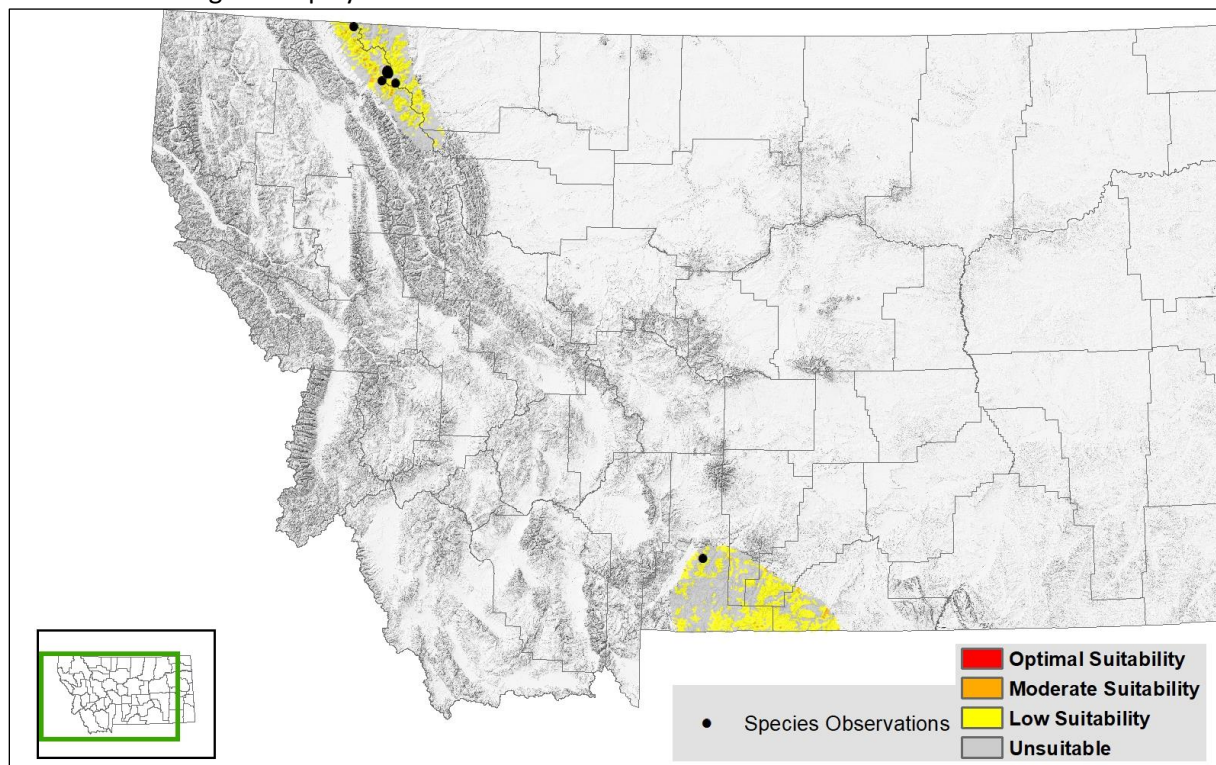 Optimal Suitability
Moderate Suitability
Low Suitability
Unsuitable
Species Observations